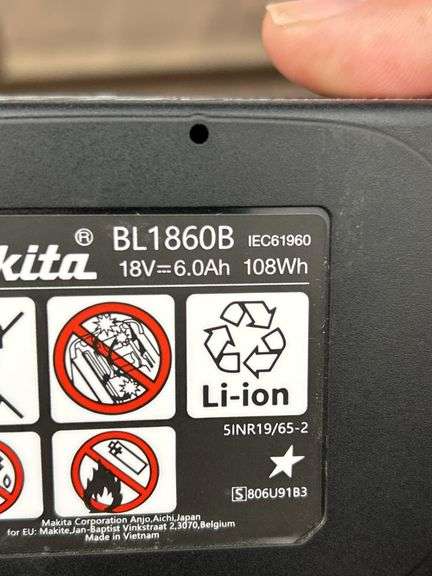 kita® BL1860B IEC61960
18V⎓6.0Ah 108Wh
Li-ion
5INR19/65-2
S806U91B3
Makita Corporation Anjo,Aichi,Japan
for EU: Makite,Jan-Baptist Vinkstraat 2,3070,Belgium
Made in Vietnam